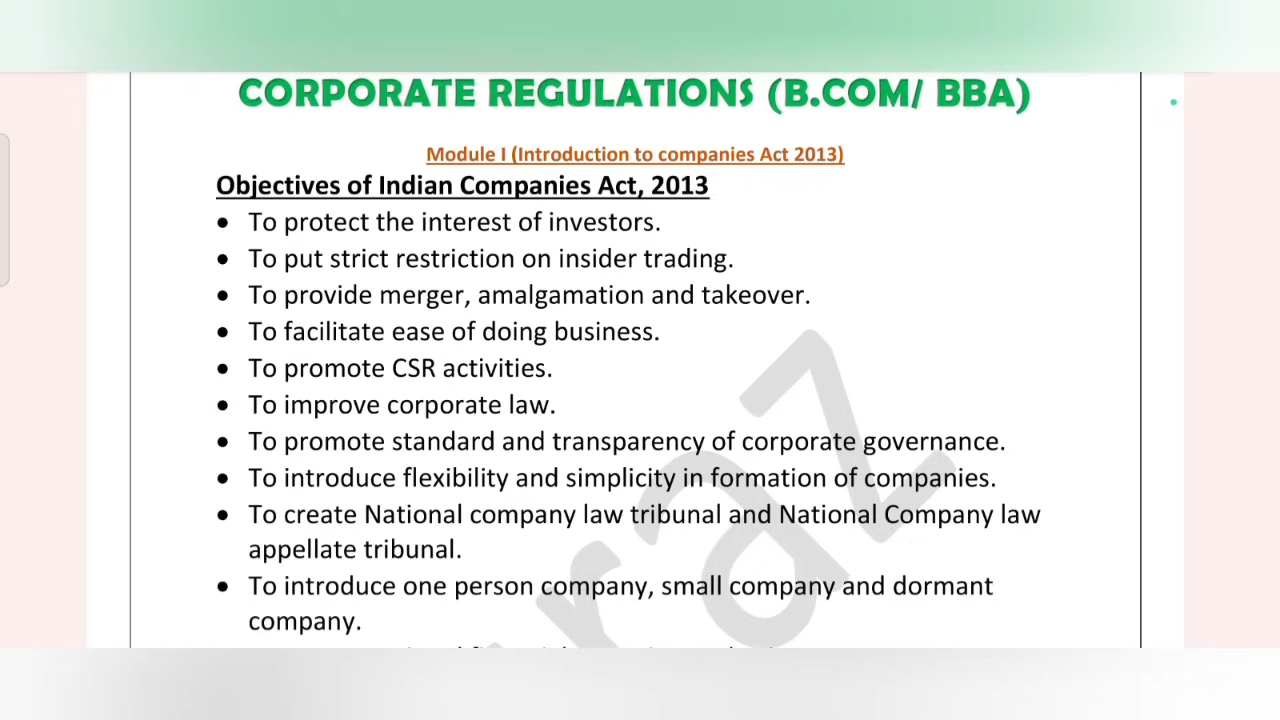 CORPORATE REGULATIONS (B.COM/ BBA)
Module I (Introduction to companies Act 2013)
Objectives of Indian Companies Act, 2013
• To protect the interest of investors.
• To put strict restriction on insider trading.
• To provide merger, amalgamation and takeover.
• To facilitate ease of doing business.
• To promote CSR activities.
• To improve corporate law.
• To promote standard and transparency of corporate governance.
• To introduce flexibility and simplicity in formation of companies.
• To create National company law tribunal and National Company law
appellate tribunal.
• To introduce one person company, small company and dormant
company.